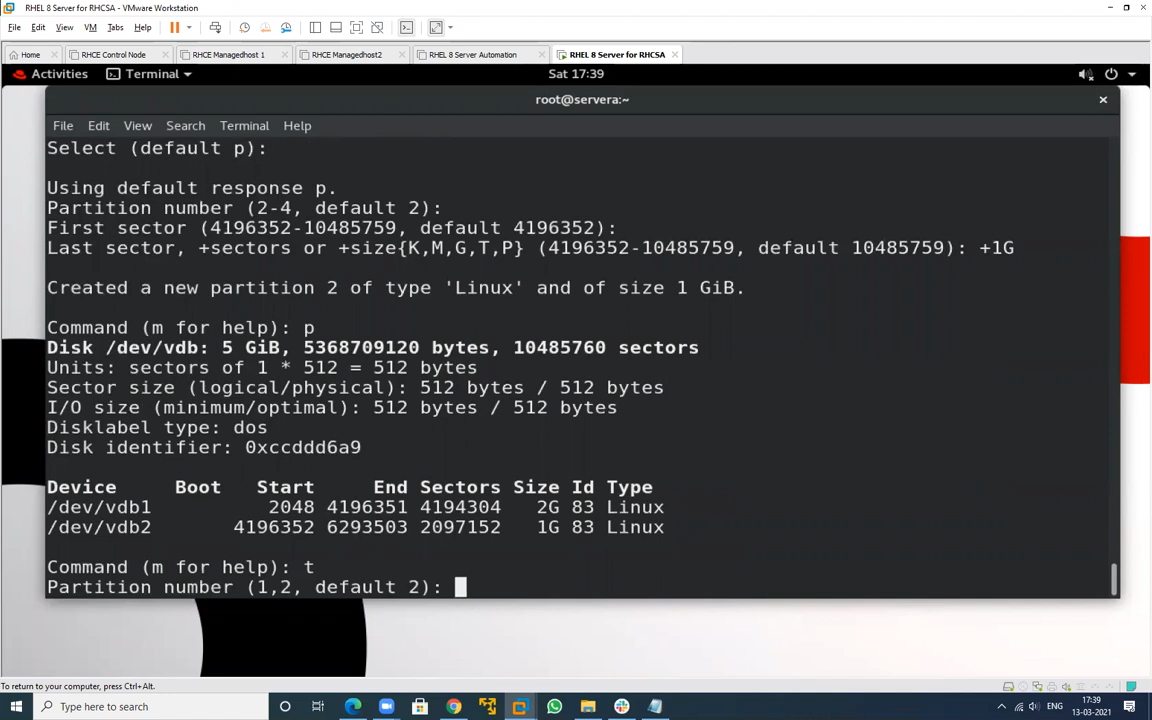 RHEL 8 Server for RHCSA - VMware Workstation
File Edit View VM Tabs Help
Home RHCE Control Node RHCE Managedhost 1 RHCE Managedhost2 RHEL 8 Server Automation RHEL 8 Server for RHCSA
Activities Terminal Sat 17:39
root@servera:~
File Edit View Search Terminal Help
Select (default p):
Using default response p.
Partition number (2-4, default 2):
First sector (4196352-10485759, default 4196352):
Last sector, +sectors or +size{K,M,G,T,P} (4196352-10485759, default 10485759): +1G
Created a new partition 2 of type 'Linux' and of size 1 GiB.
Command (m for help): p
Disk /dev/vdb: 5 GiB, 5368709120 bytes, 10485760 sectors
Units: sectors of 1 * 512 = 512 bytes
Sector size (logical/physical): 512 bytes / 512 bytes
I/O size (minimum/optimal): 512 bytes / 512 bytes
Disklabel type: dos
Disk identifier: 0xccddd6a9
Device Boot Start End Sectors Size Id Type
/dev/vdb1 2048 4196351 4194304 2G 83 Linux
/dev/vdb2 4196352 6293503 2097152 1G 83 Linux
Command (m for help): t
Partition number (1,2, default 2):
To return to your computer, press Ctrl+Alt.
Type here to search
17:39
13-03-2021